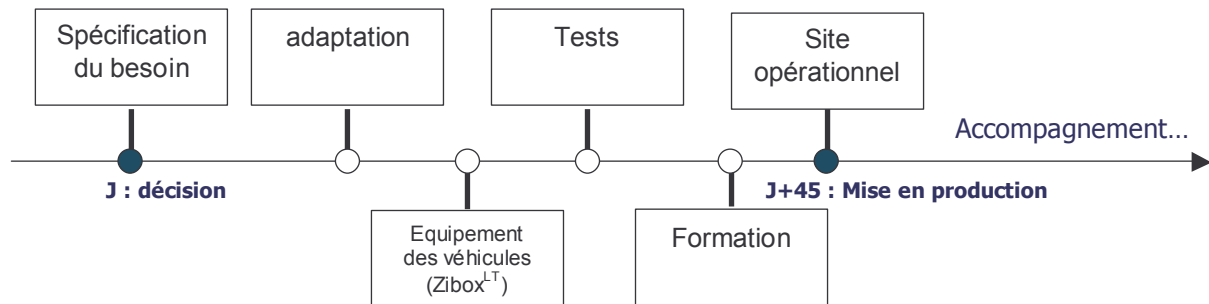 Spécification
du besoin
adaptation
Tests
Site
opérationnel
Accompagnement...
J : décision
J+45 : Mise en production
Equipement
des véhicules
(Zibox^LT)
Formation